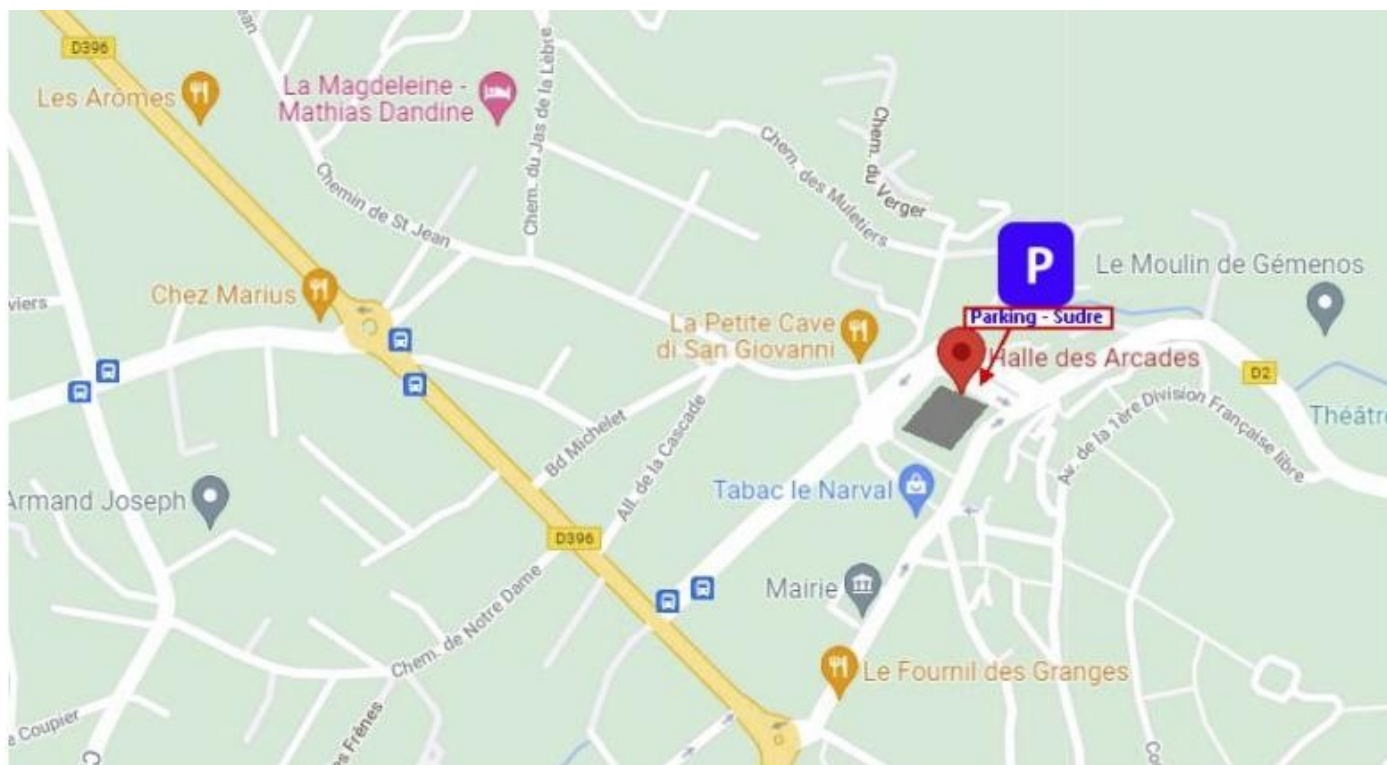 D396
Les Arômes
La Magdeleine -
Mathias Dandine
Chem. du Jas de la Lèbre
Chem. des Muletiers
Chem. du Verger
Chemin de St Jean
P
Le Moulin de Gémenos
viers
Chez Marius
Parking - Sudre
La Petite Cave
di San Giovanni
Halle des Arcades
D2
Théâtre
Av. de la 1ère Division Française libre
Bd Michelet
All. de la Cascade
Tabac le Narval
Armand Joseph
D396
Mairie
Chem. de Notre Dame
Le Fournil des Granges
es Frênes
e Coupier